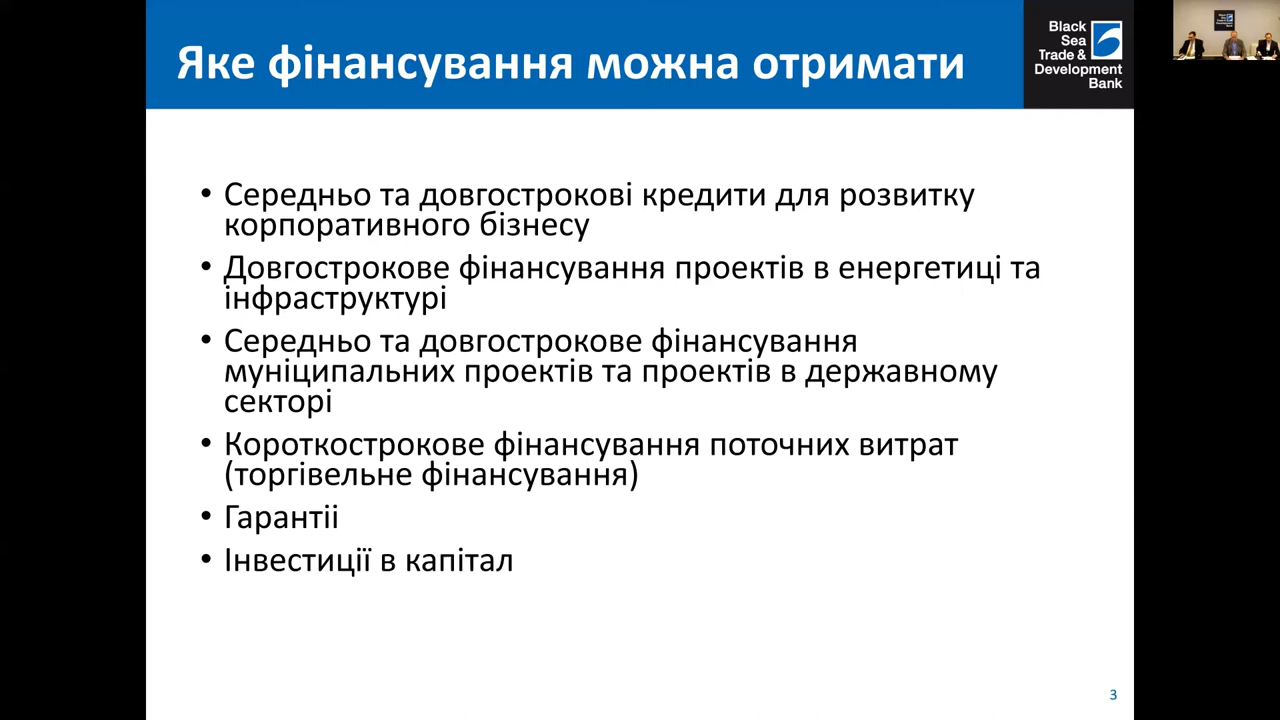 Яке фінансування можна отримати
Black
Sea
Trade &
Development
Bank
• Середньо та довгострокові кредити для розвитку
корпоративного бізнесу
• Довгострокове фінансування проектів в енергетиці та
інфраструктурі
• Середньо та довгострокове фінансування
муніципальних проектів та проектів в державному
секторі
• Короткострокове фінансування поточних витрат
(торгівельне фінансування)
• Гарантіі
• Інвестиції в капітал
3